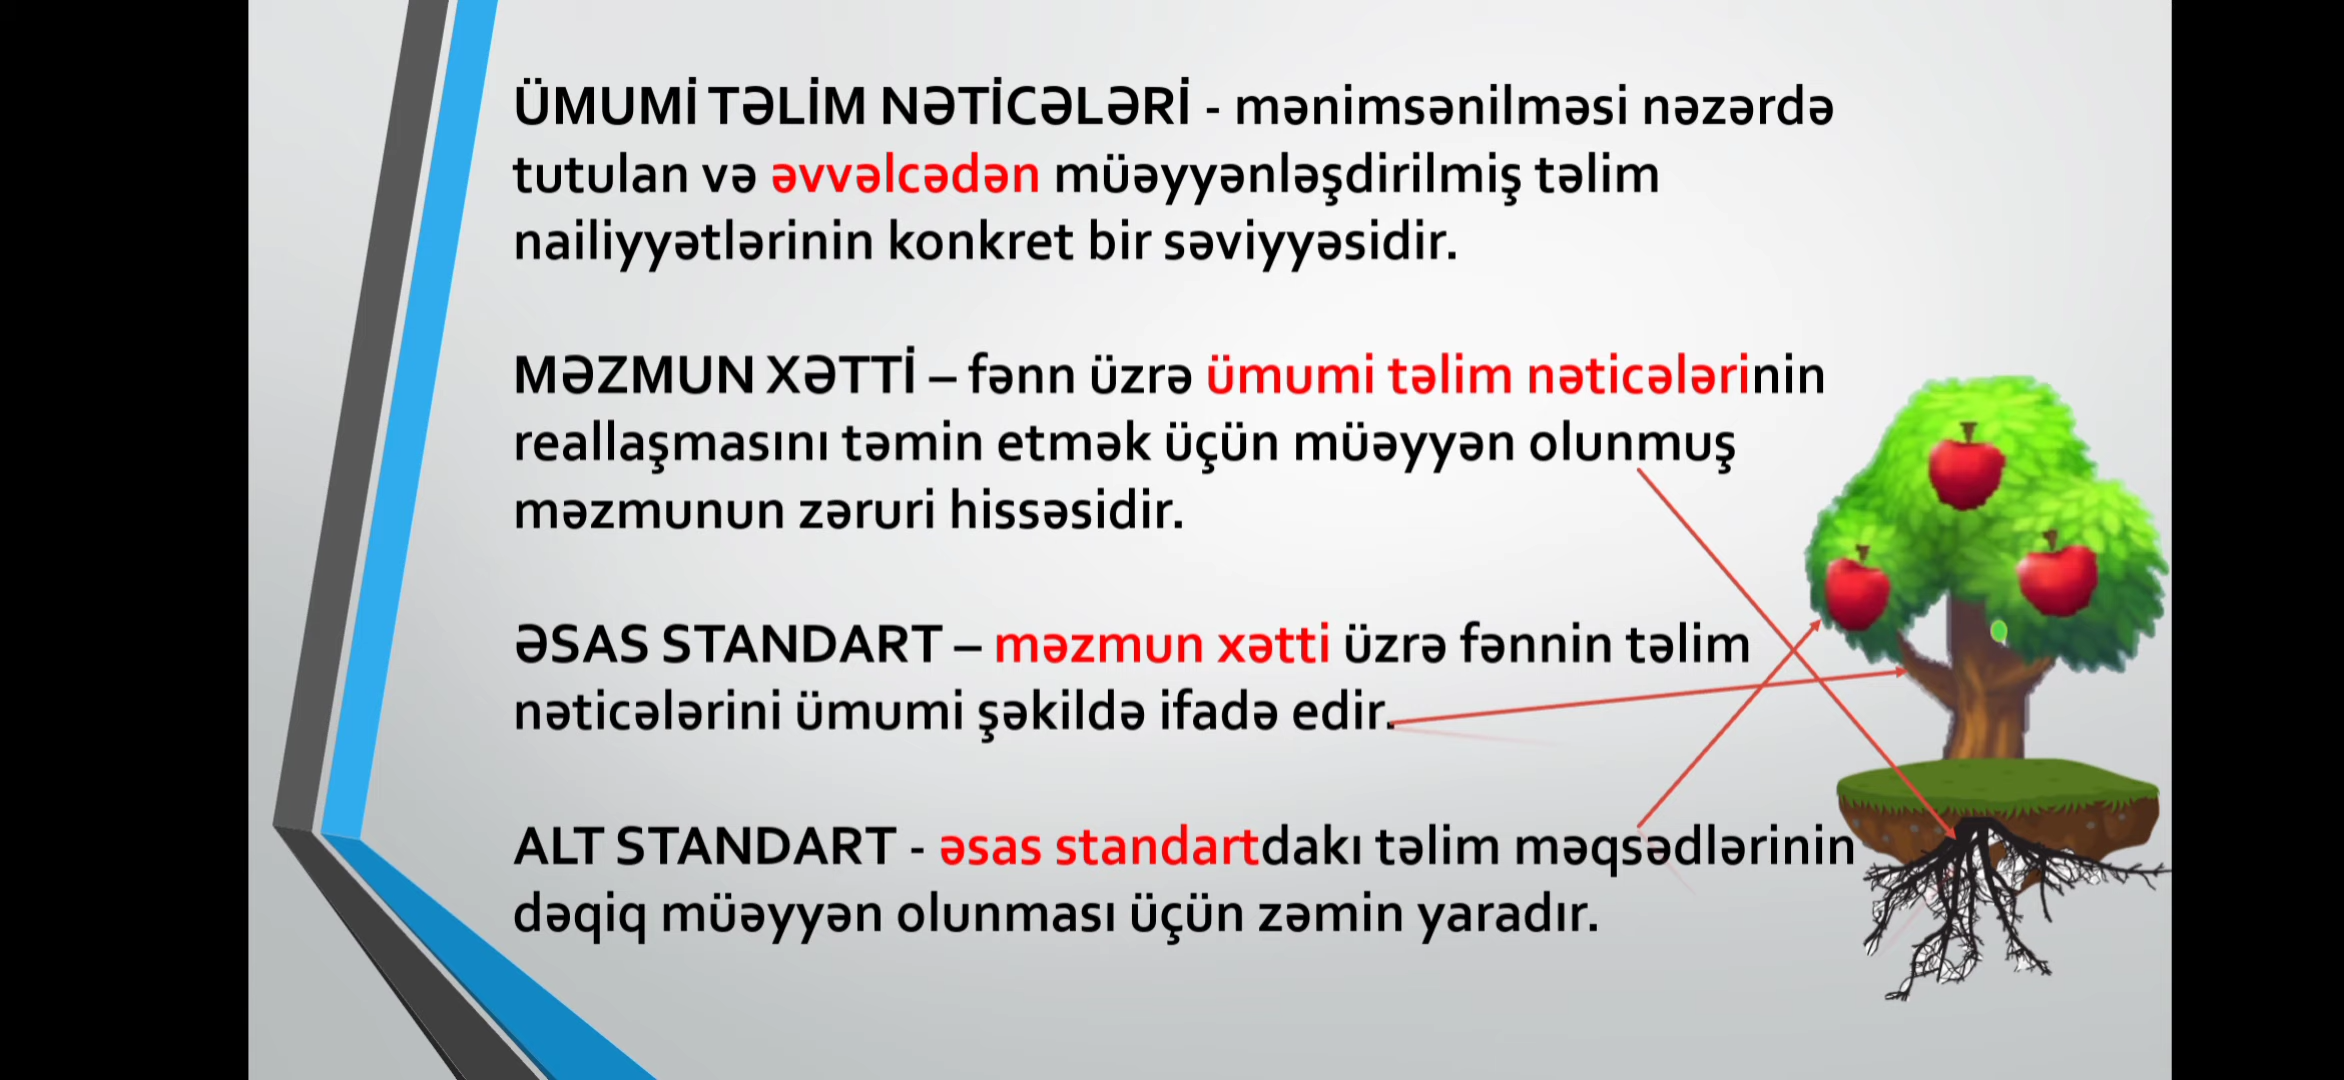 ÜMUMİ TƏLİM NƏTİCƏLƏRİ - mənimsənilməsi nəzərdə
tutulan və əvvəlcədən müəyyənləşdirilmiş təlim
nailiyyətlərinin konkret bir səviyyəsidir.
MƏZMUN XƏTTİ – fənn üzrə ümumi təlim nəticələrinin
reallaşmasını təmin etmək üçün müəyyən olunmuş
məzmunun zəruri hissəsidir.
ƏSAS STANDART – məzmun xətti üzrə fənnin təlim
nəticələrini ümumi şəkildə ifadə edir.
ALT STANDART - əsas standartdakı təlim məqsədlərinin
dəqiq müəyyən olunması üçün zəmin yaradır.